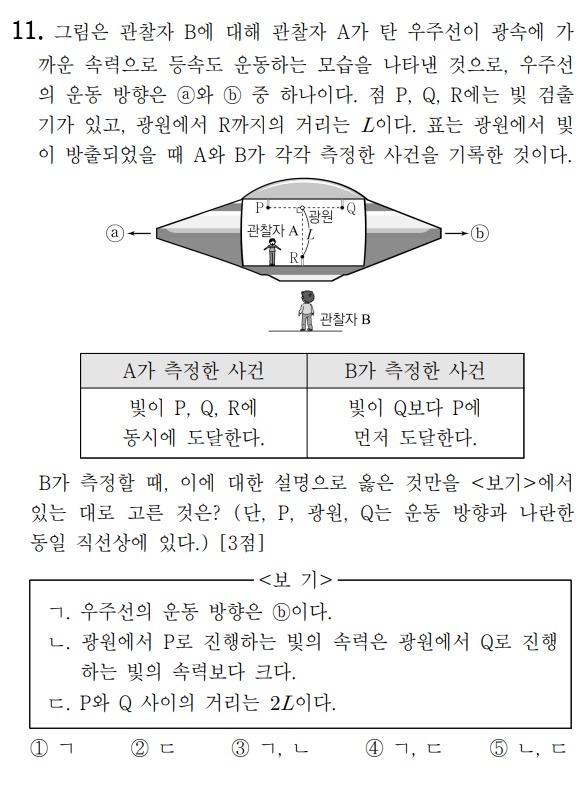 11. 그림은 관찰자 B에 대해 관찰자 A가 탄 우주선이 광속에 가
까운 속력으로 등속도 운동하는 모습을 나타낸 것으로, 우주선
의 운동 방향은 ⓐ와 ⓑ 중 하나이다. 점 P, Q, R에는 빛 검출
기가 있고, 광원에서 R까지의 거리는 L이다. 표는 광원에서 빛
이 방출되었을 때 A와 B가 각각 측정한 사건을 기록한 것이다.
P Q
광원
관찰자 A L
ⓐ ⓑ
R
관찰자 B
A가 측정한 사건 B가 측정한 사건
빛이 P, Q, R에 빛이 Q보다 P에
동시에 도달한다. 먼저 도달한다.
B가 측정할 때, 이에 대한 설명으로 옳은 것만을 <보기>에서
있는 대로 고른 것은? (단, P, 광원, Q는 운동 방향과 나란한
동일 직선상에 있다.) [3점]
<보 기>
ㄱ. 우주선의 운동 방향은 ⓑ이다.
ㄴ. 광원에서 P로 진행하는 빛의 속력은 광원에서 Q로 진행
하는 빛의 속력보다 크다.
ㄷ. P와 Q 사이의 거리는 2L이다.
① ㄱ ② ㄷ ③ ㄱ, ㄴ ④ ㄱ, ㄷ ⑤ ㄴ, ㄷ